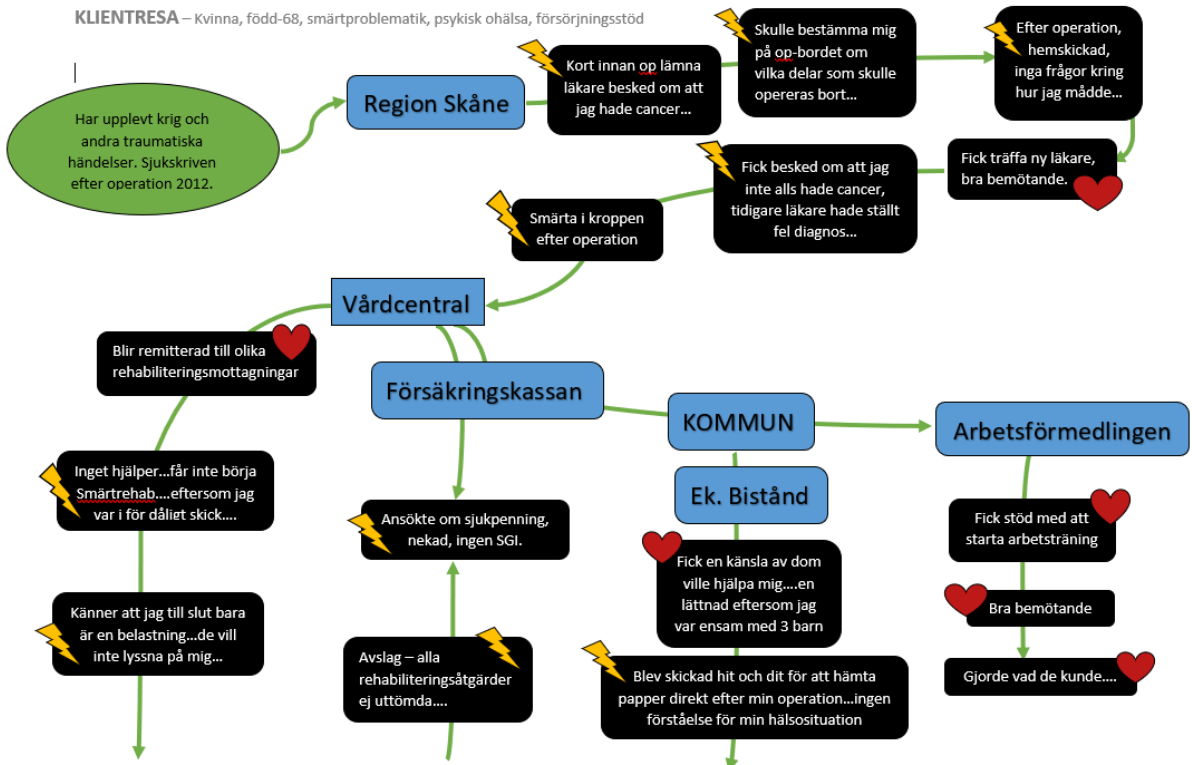 KLIENTRESA – Kvinna, född-68, smärtproblematik, psykisk ohälsa, försörjningsstöd
Har upplevt krig och
andra traumatiska
händelser. Sjukskriven
efter operation 2012.
Region Skåne
Kort innan op lämna
läkare besked om att
jag hade cancer…
Skulle bestämma mig
på op-bordet om
vilka delar som skulle
opereras bort…
Efter operation,
hemskickad,
inga frågor kring
hur jag mådde…
Fick träffa ny läkare,
bra bemötande.
Fick besked om att jag
inte alls hade cancer,
tidigare läkare hade ställt
fel diagnos…
Smärta i kroppen
efter operation
Vårdcentral
Blir remitterad till olika
rehabiliteringsmottagningar
Inget hjälper…får inte börja
Smärtrehab….eftersom jag
var i för dåligt skick….
Känner att jag till slut bara
är en belastning…de vill
inte lyssna på mig…
Försäkringskassan
Ansökte om sjukpenning,
nekad, ingen SGI.
Avslag – alla
rehabiliteringsåtgärder
ej uttömda….
KOMMUN
Ek. Bistånd
Fick en känsla av dom
ville hjälpa mig….en
lättnad eftersom jag
var ensam med 3 barn
Blev skickad hit och dit för att hämta
papper direkt efter min operation…ingen
förståelse för min hälsosituation
Arbetsförmedlingen
Fick stöd med att
starta arbetsträning
Bra bemötande
Gjorde vad de kunde….